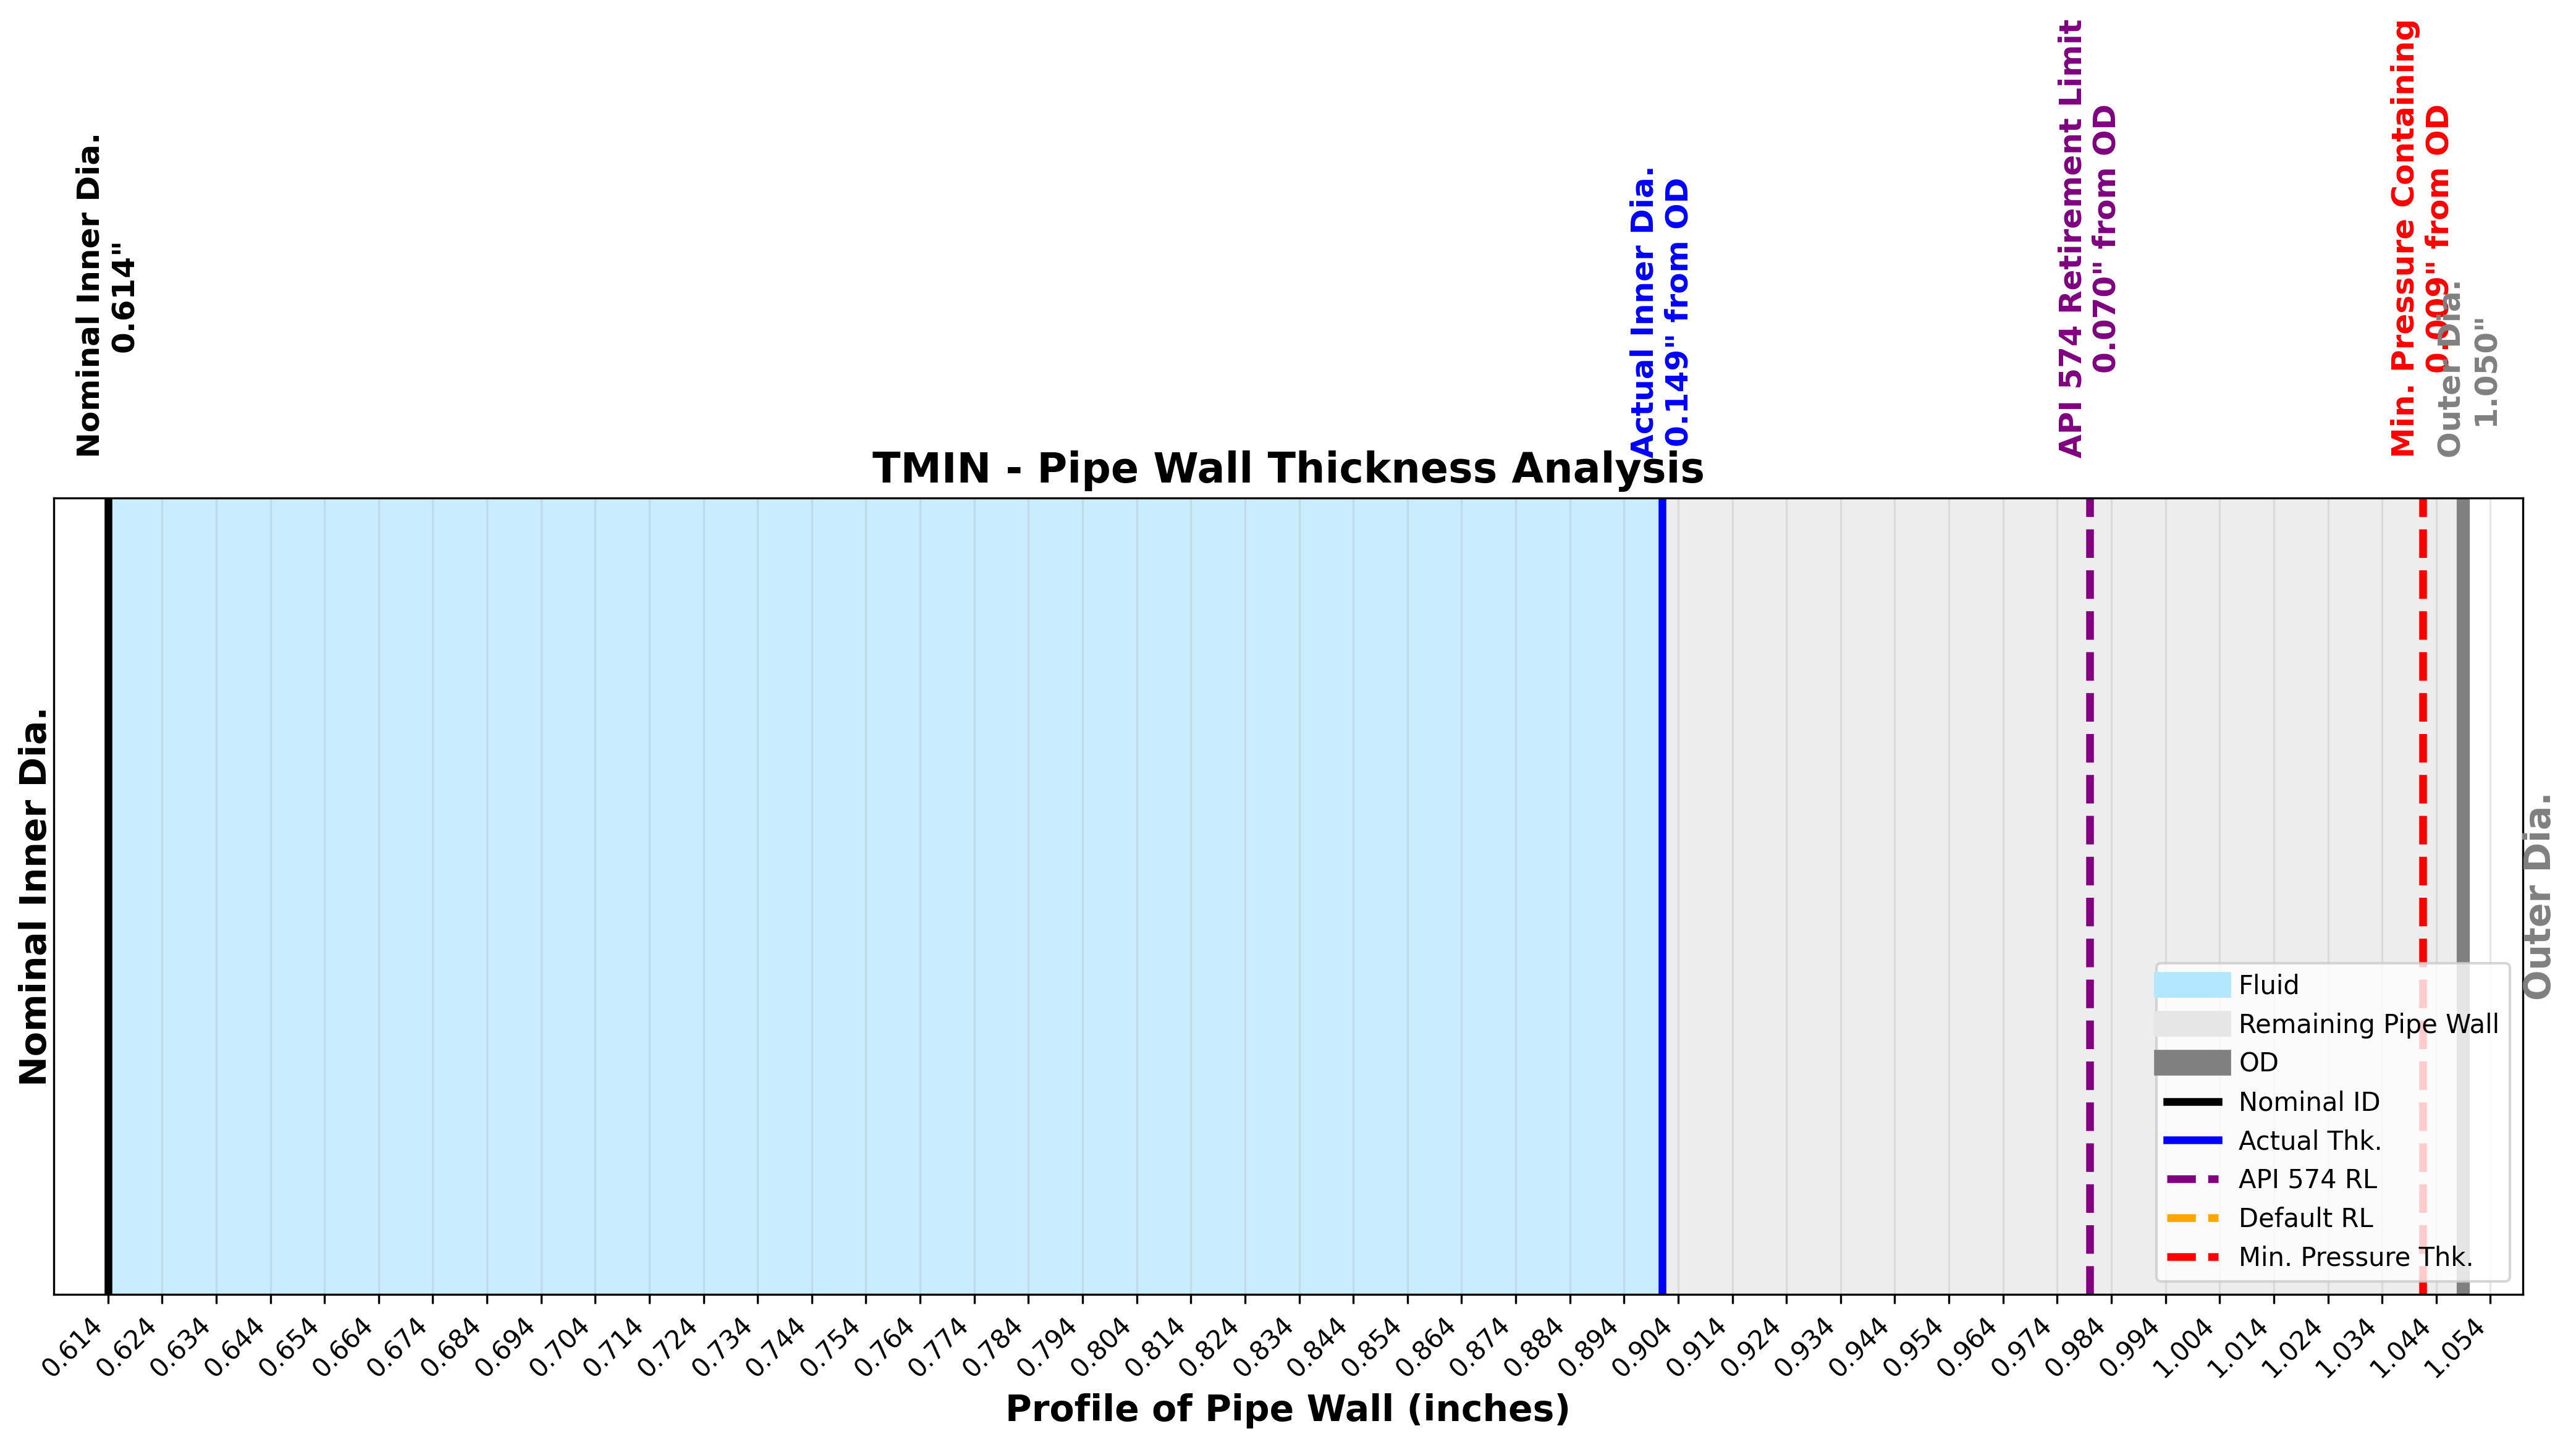 Nominal Inner Dia.
0.614"
Actual Inner Dia.
0.149" from OD
API 574 Retirement Limit
0.070" from OD
Min. Pressure Containing
0.009" from OD
Outer Dia.
1.050"
TMIN - Pipe Wall Thickness Analysis
Nominal Inner Dia.
Outer Dia.
Fluid
Remaining Pipe Wall
OD
Nominal ID
Actual Thk.
API 574 RL
Default RL
Min. Pressure Thk.
0.614
0.624
0.634
0.644
0.654
0.664
0.674
0.684
0.694
0.704
0.714
0.724
0.734
0.744
0.754
0.764
0.774
0.784
0.794
0.804
0.814
0.824
0.834
0.844
0.854
0.864
0.874
0.884
0.894
0.904
0.914
0.924
0.934
0.944
0.954
0.964
0.974
0.984
0.994
1.004
1.014
1.024
1.034
1.044
1.054
Profile of Pipe Wall (inches)